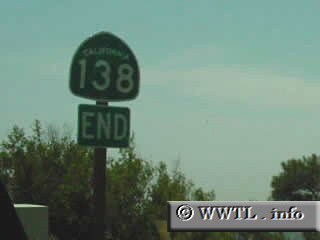 CALIFORNIA
138
END
© WWTL . info